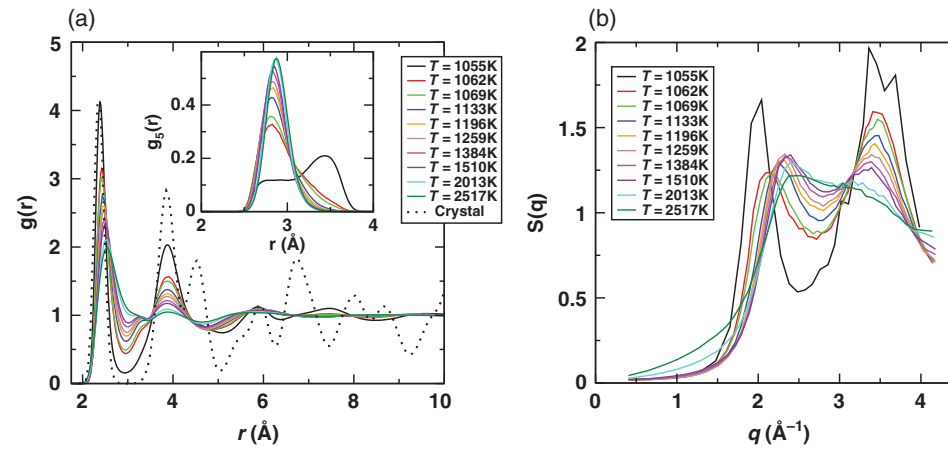 (a)
5
4
3
2
1
0
g(r)
2
4
6
8
10
r (Å)
0.4
0.2
0
g5(r)
2
3
4
r (Å)
T = 1055K
T = 1062K
T = 1069K
T = 1133K
T = 1196K
T = 1259K
T = 1384K
T = 1510K
T = 2013K
T = 2517K
Crystal
(b)
2
1.5
1
0.5
0
S(q)
0
1
2
3
4
q (Å−1)
T = 1055K
T = 1062K
T = 1069K
T = 1133K
T = 1196K
T = 1259K
T = 1384K
T = 1510K
T = 2013K
T = 2517K